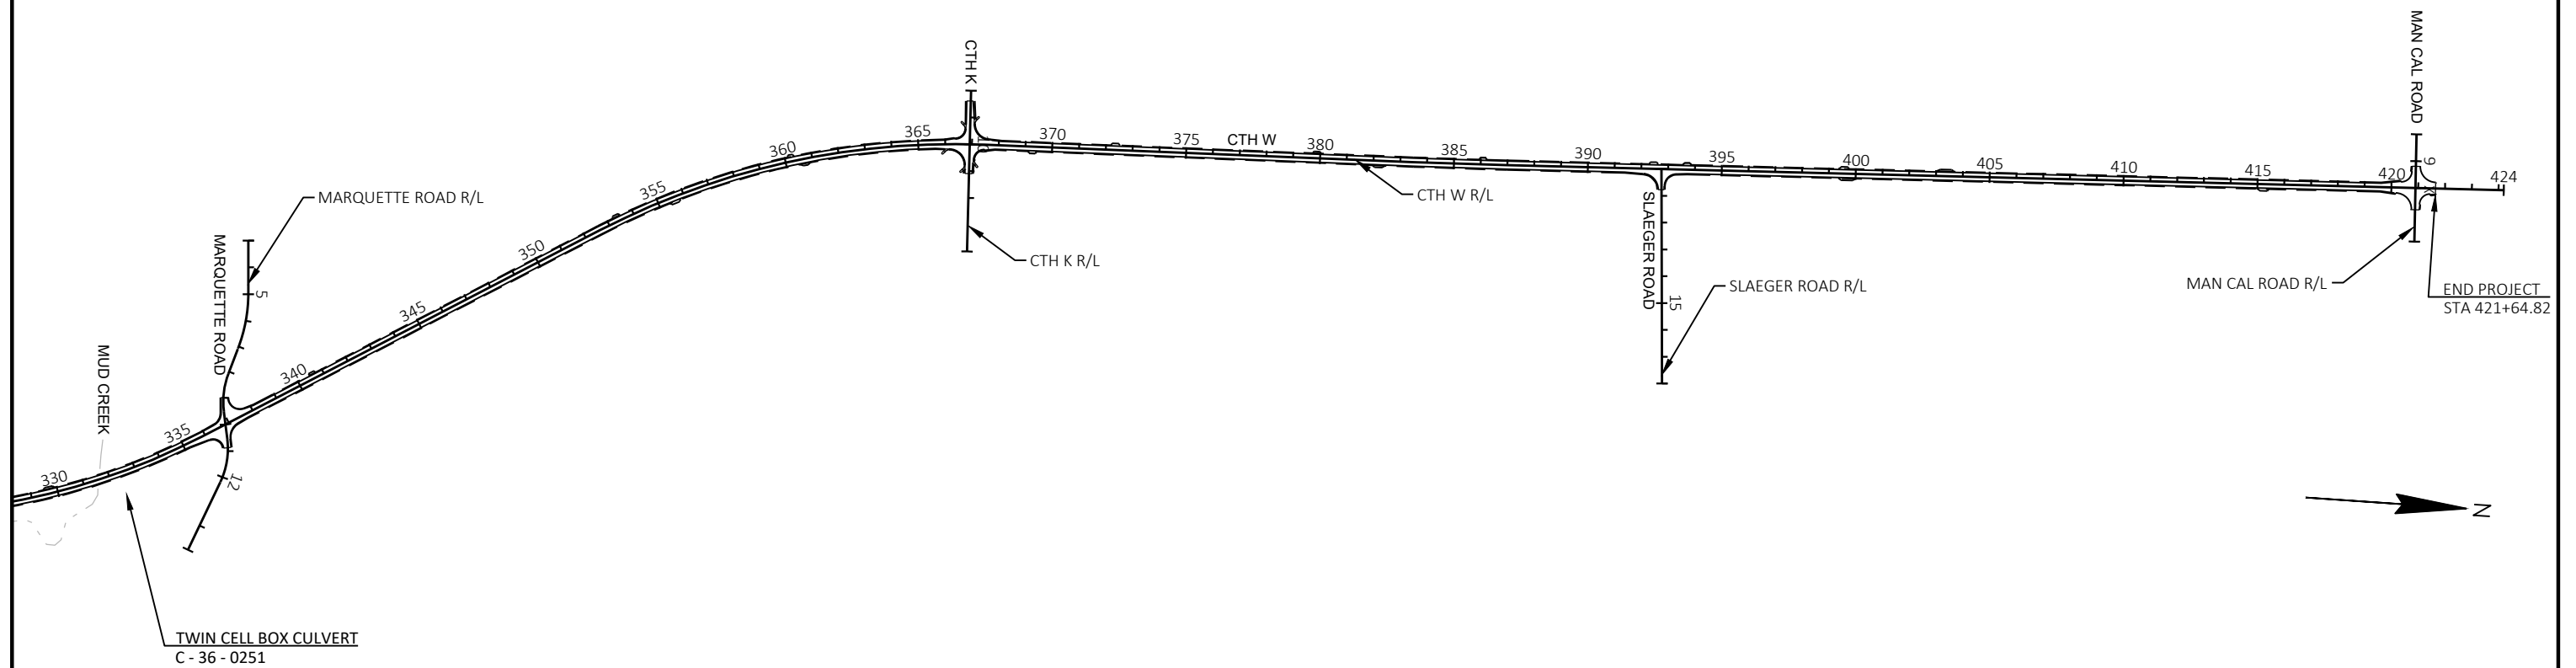 MAN CAL ROAD
CTH K
365
370
375
CTH W
380
385
390
395
400
405
410
415
420
424
9
360
355
350
345
340
335
330
MARQUETTE ROAD R/L
MARQUETTE ROAD
5
12
MUD CREEK
CTH K R/L
CTH W R/L
SLAEGER ROAD
15
SLAEGER ROAD R/L
MAN CAL ROAD R/L
END PROJECT
STA 421+64.82
N
TWIN CELL BOX CULVERT
C - 36 - 0251